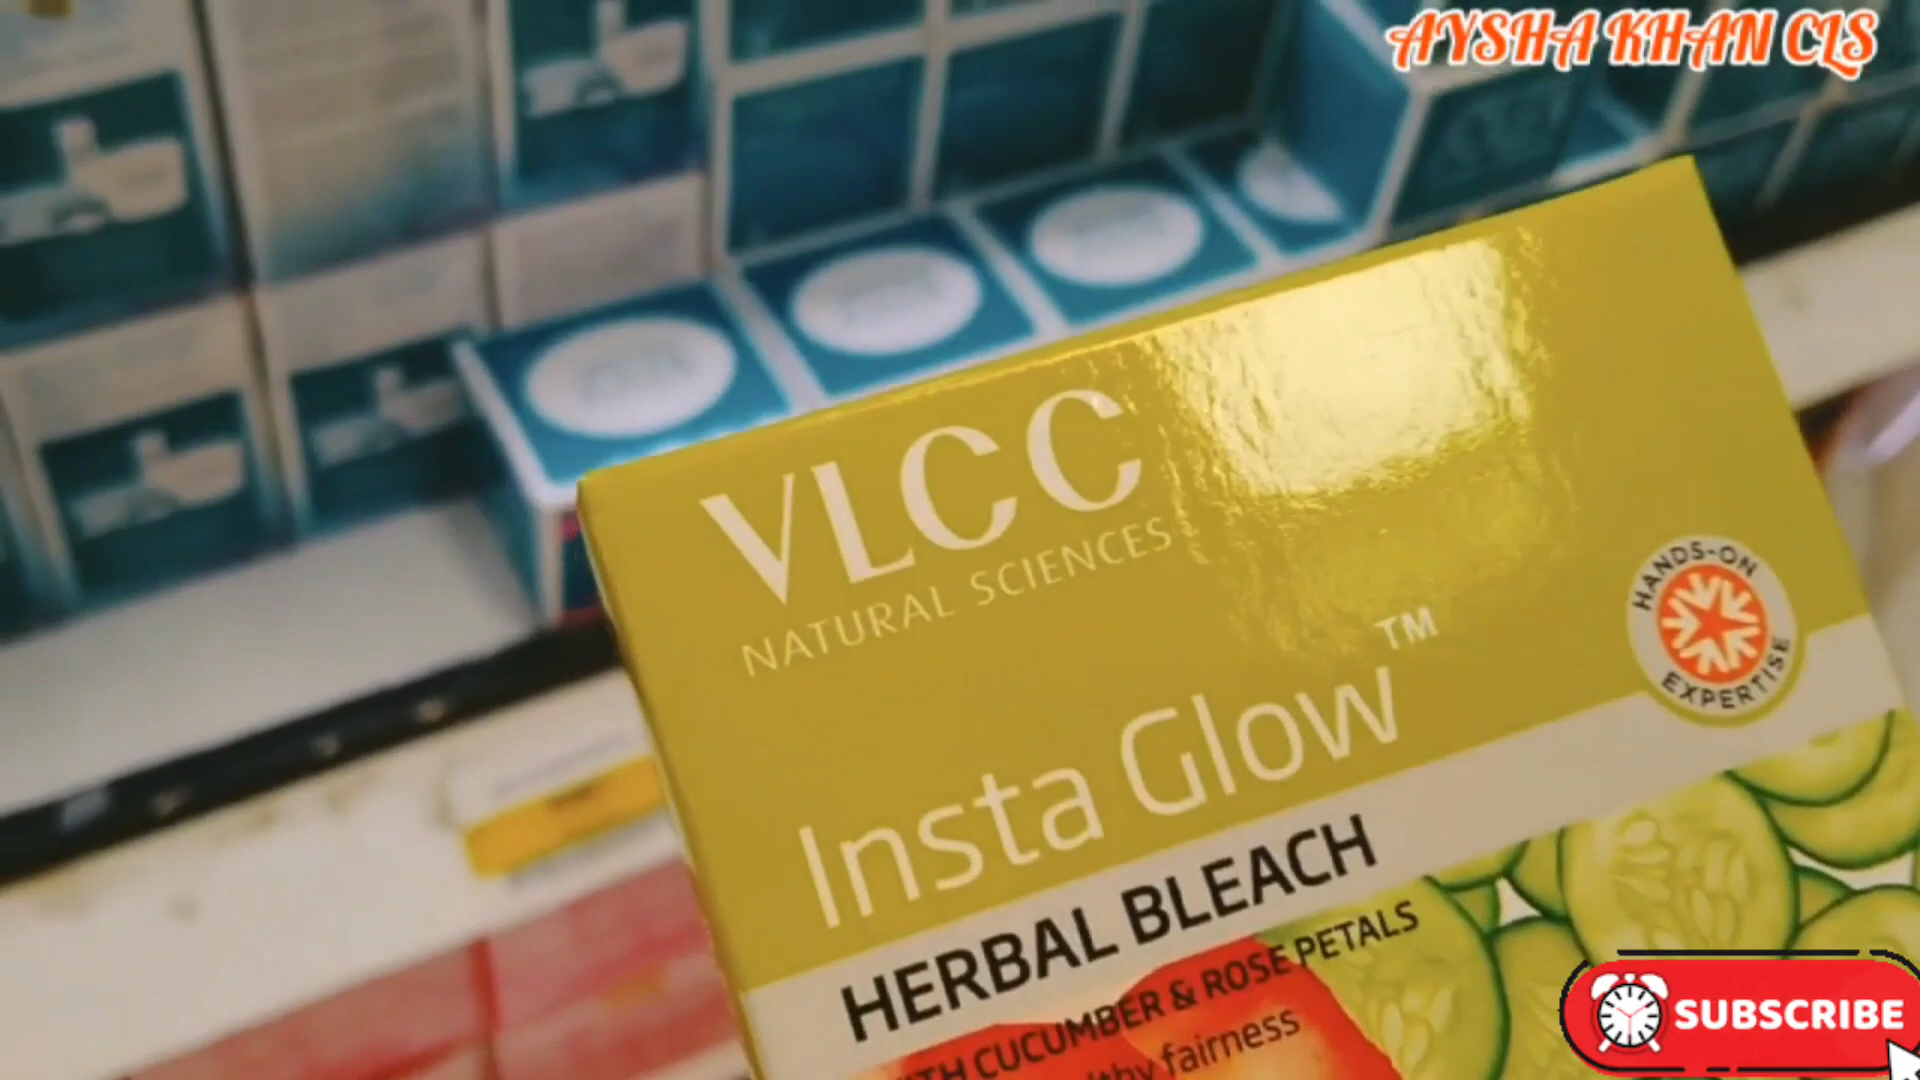 AYSHA KHAN CLS
VLCC
NATURAL SCIENCES
HANDS-ON
EXPERTISE
Insta Glow™
HERBAL BLEACH
CUCUMBER & ROSE PETALS
fairness
SUBSCRIBE